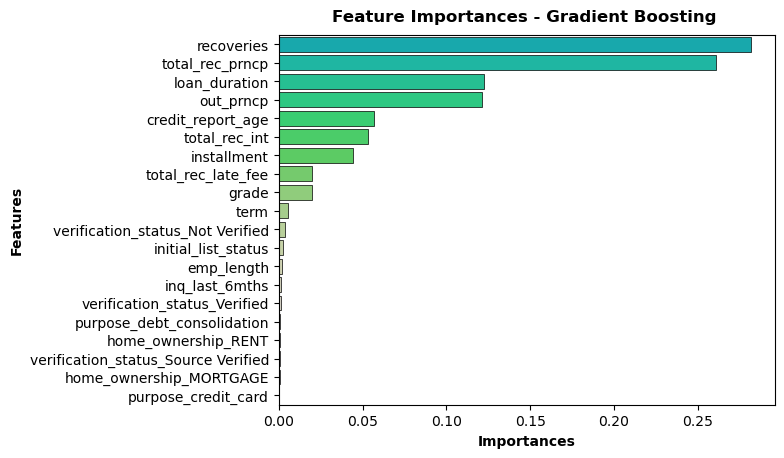 Feature Importances - Gradient Boosting
recoveries
total_rec_prncp
loan_duration
out_prncp
credit_report_age
total_rec_int
installment
total_rec_late_fee
grade
term
verification_status_Not Verified
initial_list_status
emp_length
inq_last_6mths
verification_status_Verified
purpose_debt_consolidation
home_ownership_RENT
verification_status_Source Verified
home_ownership_MORTGAGE
purpose_credit_card
Features
0.00 0.05 0.10 0.15 0.20 0.25
Importances